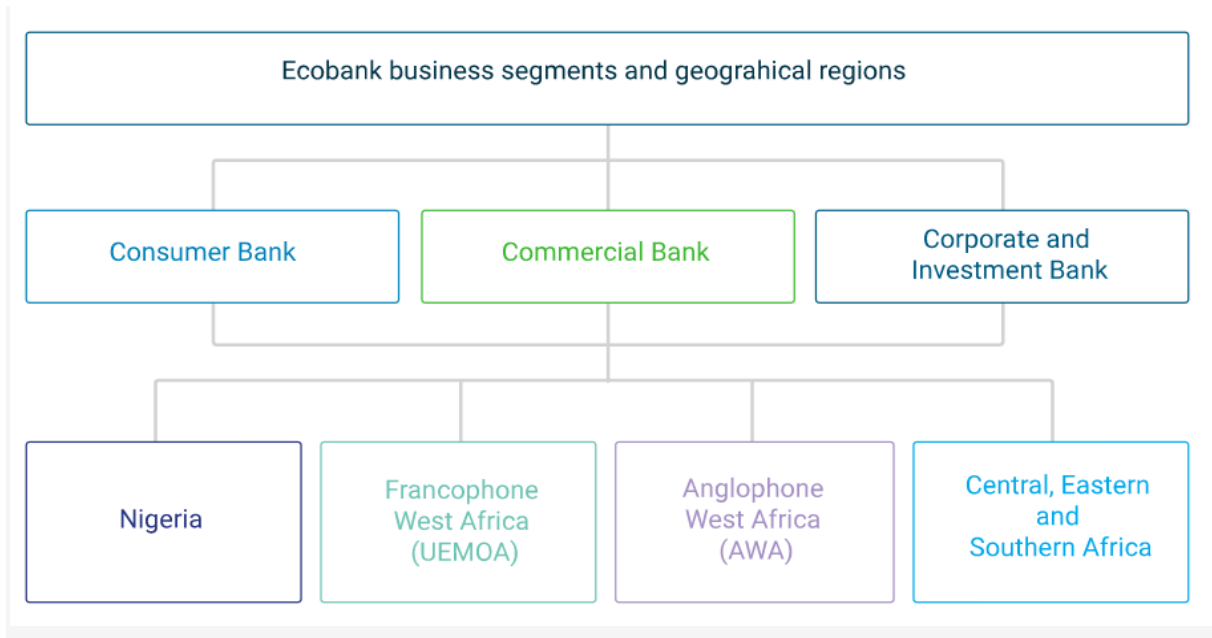 Ecobank business segments and geograhical regions
Consumer Bank
Commercial Bank
Corporate and
Investment Bank
Nigeria
Francophone
West Africa
(UEMOA)
Anglophone
West Africa
(AWA)
Central, Eastern
and
Southern Africa